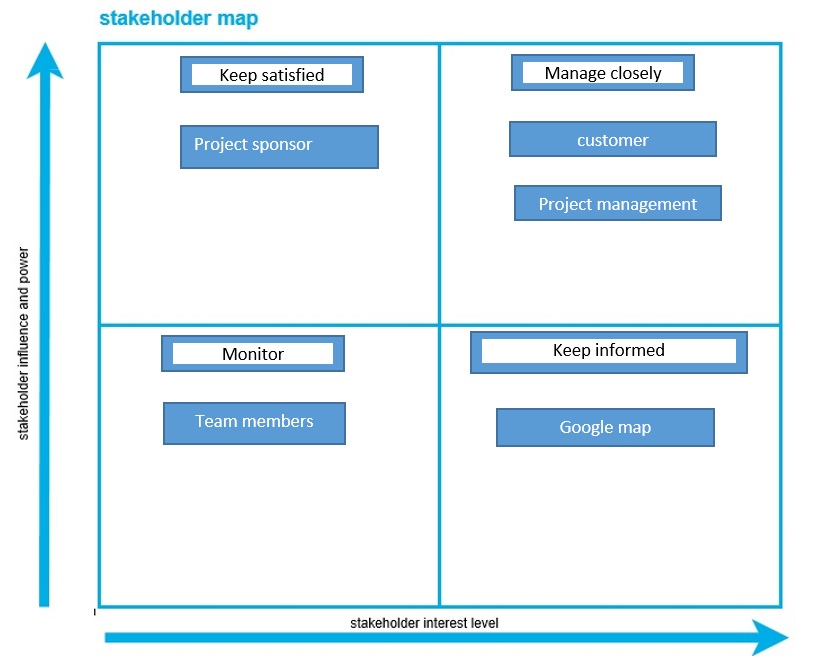 stakeholder map
Keep satisfied
Manage closely
Project sponsor
customer
Project management
stakeholder influence and power
Monitor
Keep informed
Team members
Google map
stakeholder interest level